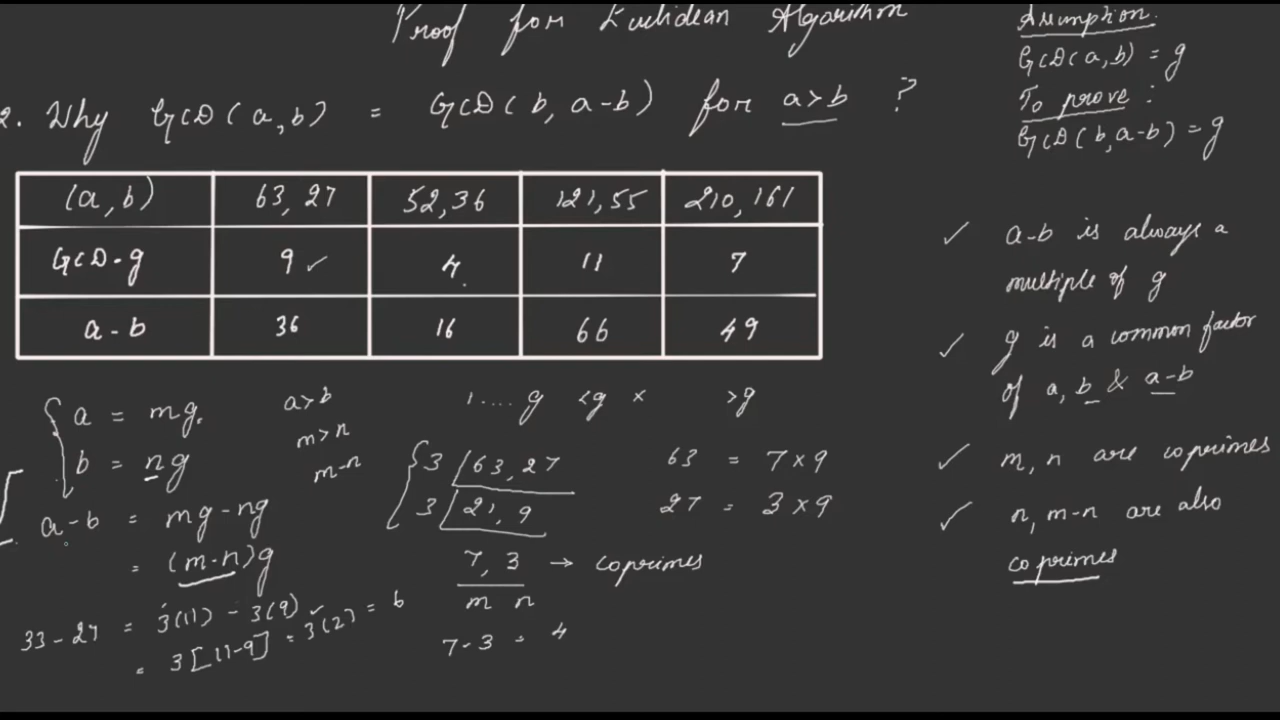 Proof for Euclidean Algorithm
2. Why GCD(a,b) = GCD(b, a-b) for a>b ?
Assumption:
GCD(a,b) = g
To prove:
GCD(b,a-b) = g
(a,b) 63,27 52,36 121,55 210,161
GCD-g 9 ✓ 4 11 7
a-b 36 16 66 49
a = mg
b = ng
a-b = mg-ng
= (m-n)g
33-27 = 3(11) - 3(9)
= 3[11-9] = 3(2) = 6
a>b
m>n
m-n
1....g <g × >g
3 63,27
3 21,9
7,3 → coprimes
m n
7-3 = 4
63 = 7×9
27 = 3×9
✓ a-b is always a
multiple of g
✓ g is a common factor
of a, b & a-b
✓ m,n are coprimes
✓ n, m-n are also
coprimes